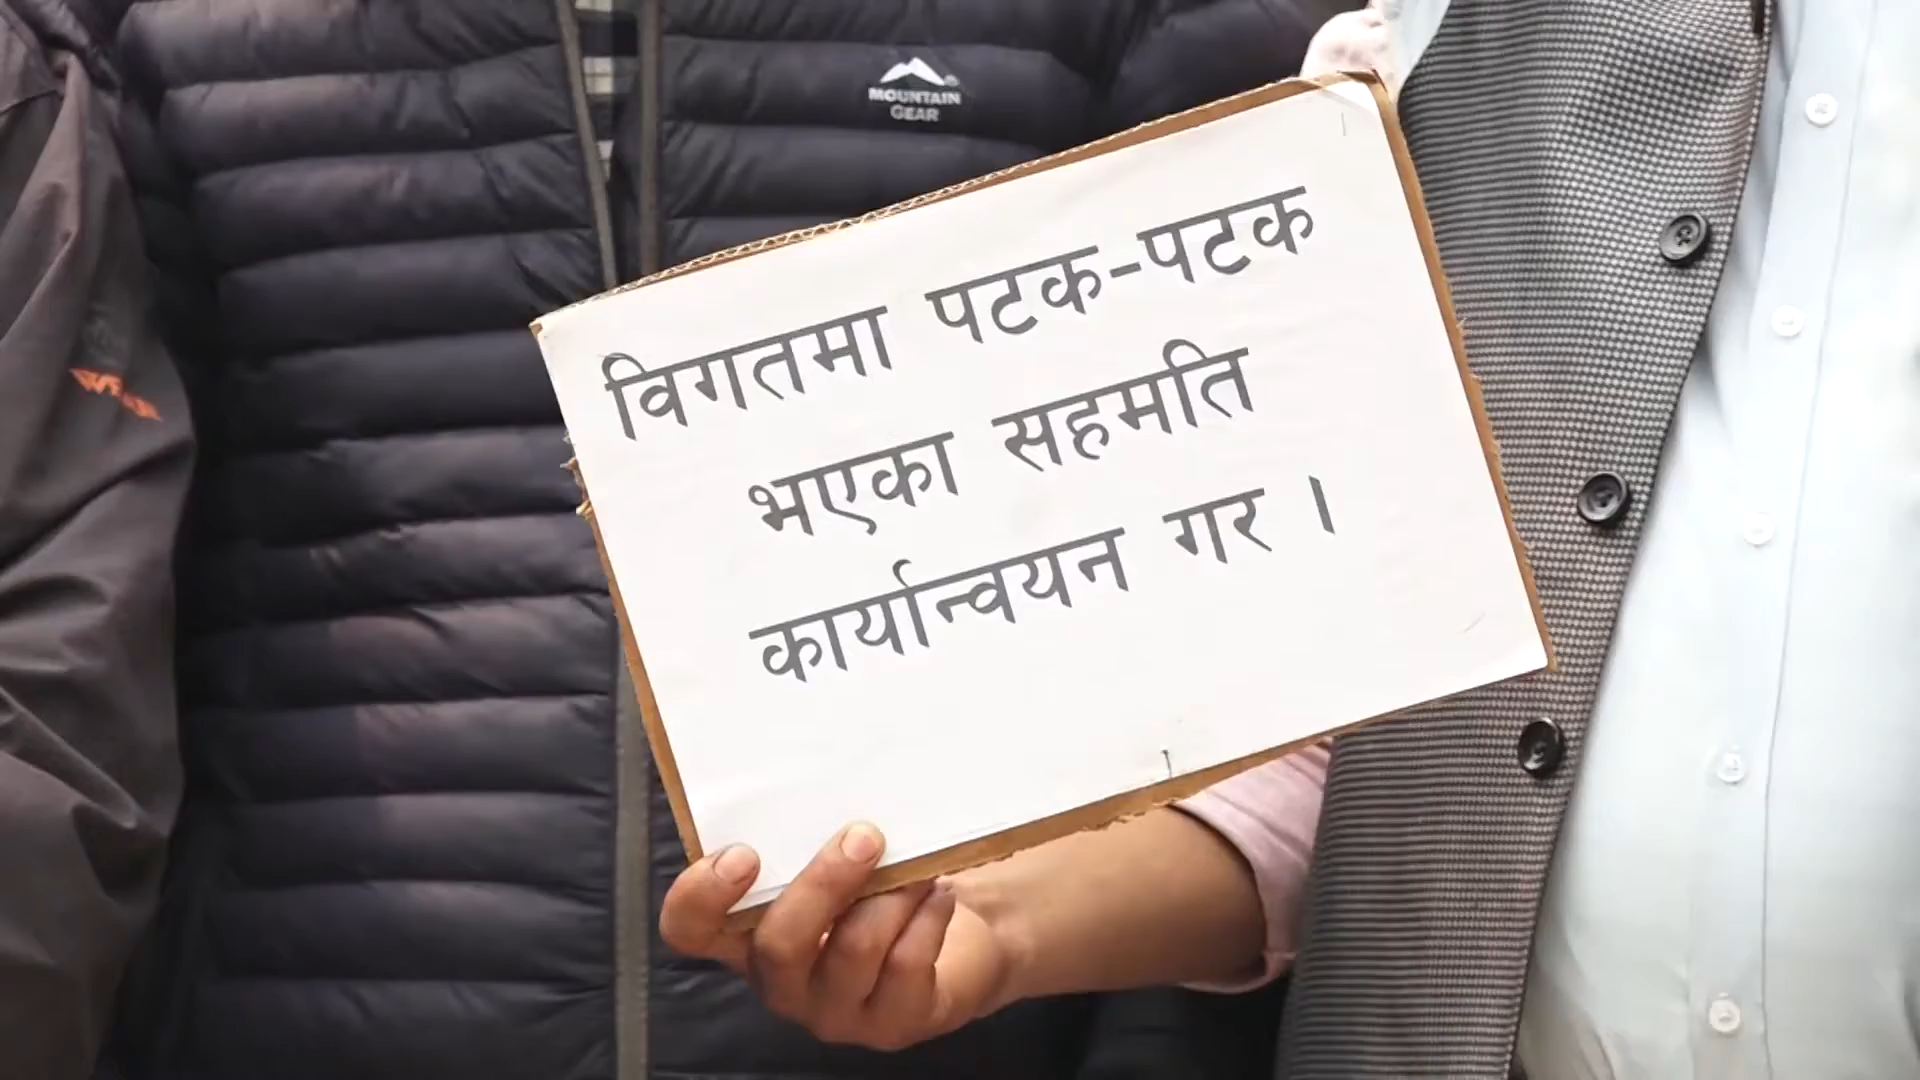 MOUNTAIN
GEAR
विगतमा पटक-पटक
भएका सहमति
कार्यान्वयन गर ।